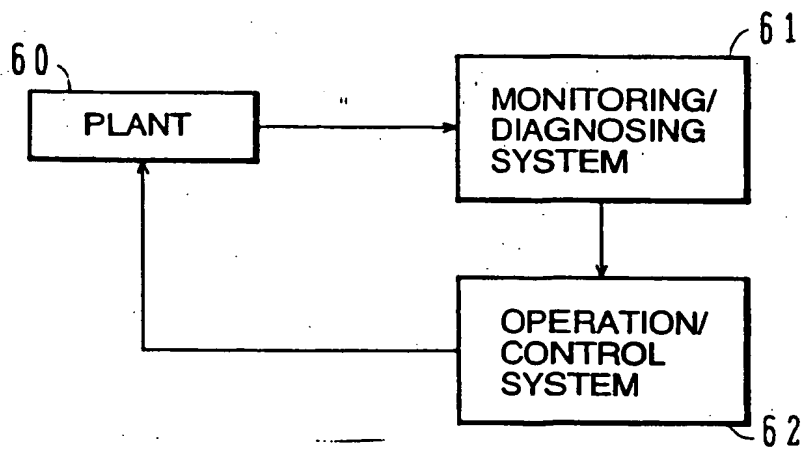 60
PLANT
61
MONITORING/
DIAGNOSING
SYSTEM
OPERATION/
CONTROL
SYSTEM
62